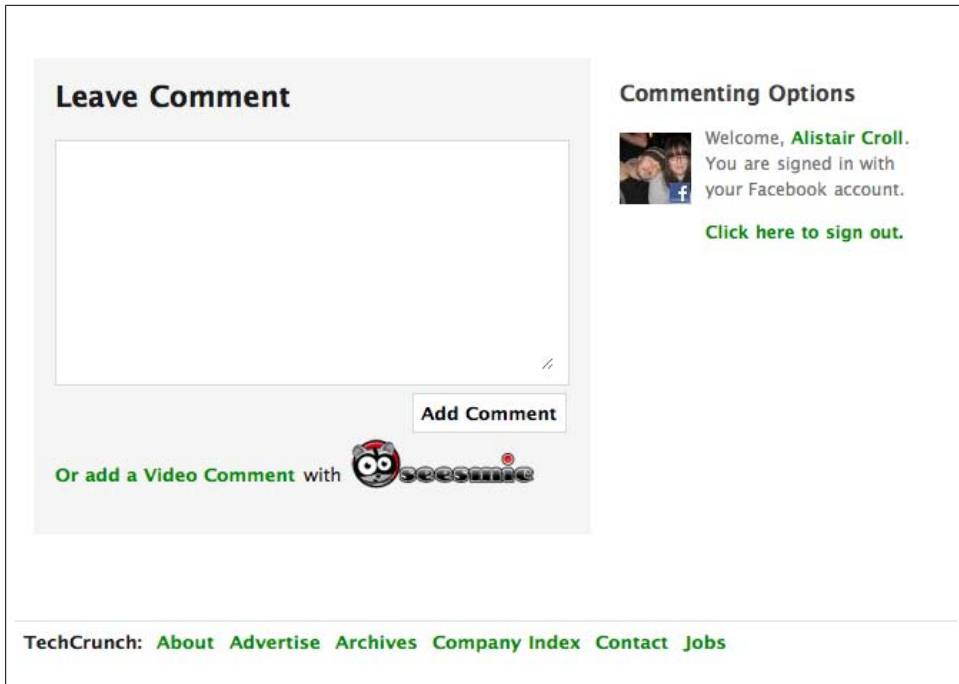 Leave Comment
Add Comment
Or add a Video Comment with seesmic
Commenting Options
Welcome, Alistair Croll.
You are signed in with
your Facebook account.
Click here to sign out.
TechCrunch: About Advertise Archives Company Index Contact Jobs